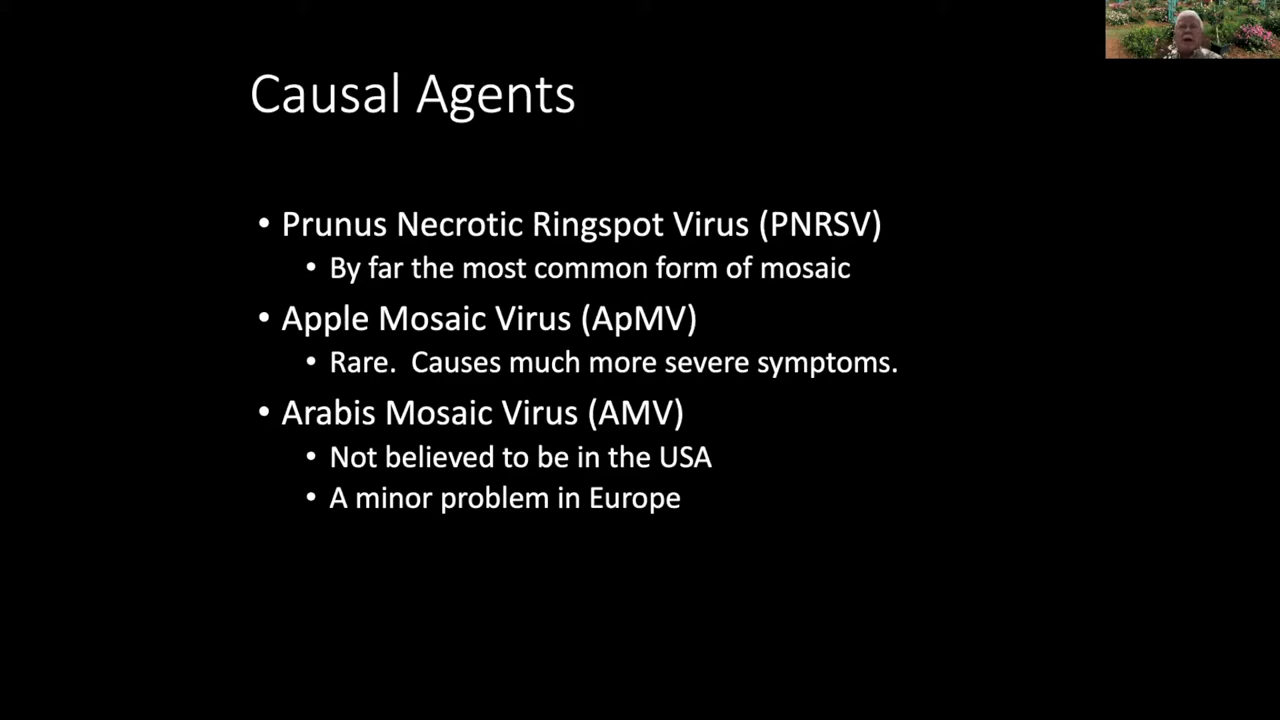 Causal Agents
• Prunus Necrotic Ringspot Virus (PNRSV)
• By far the most common form of mosaic
• Apple Mosaic Virus (ApMV)
• Rare.  Causes much more severe symptoms.
• Arabis Mosaic Virus (AMV)
• Not believed to be in the USA
• A minor problem in Europe